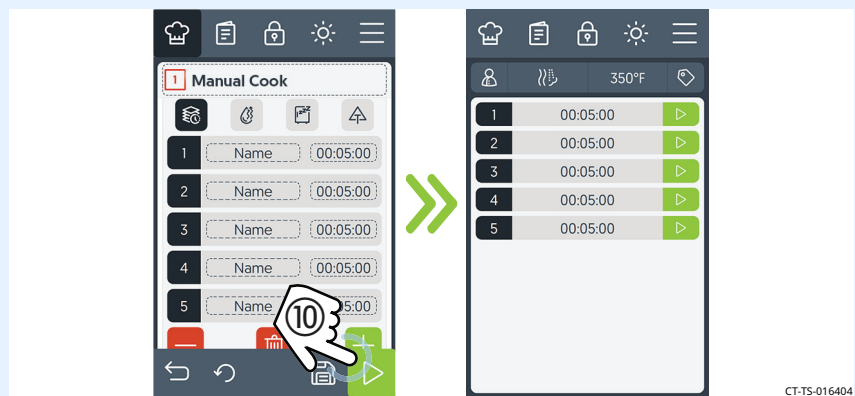 1 Manual Cook
1 Name 00:05:00
2 Name 00:05:00
3 Name 00:05:00
4 Name 00:05:00
5 Name 05:00
10
350°F
1 00:05:00
2 00:05:00
3 00:05:00
4 00:05:00
5 00:05:00
CT-TS-016404